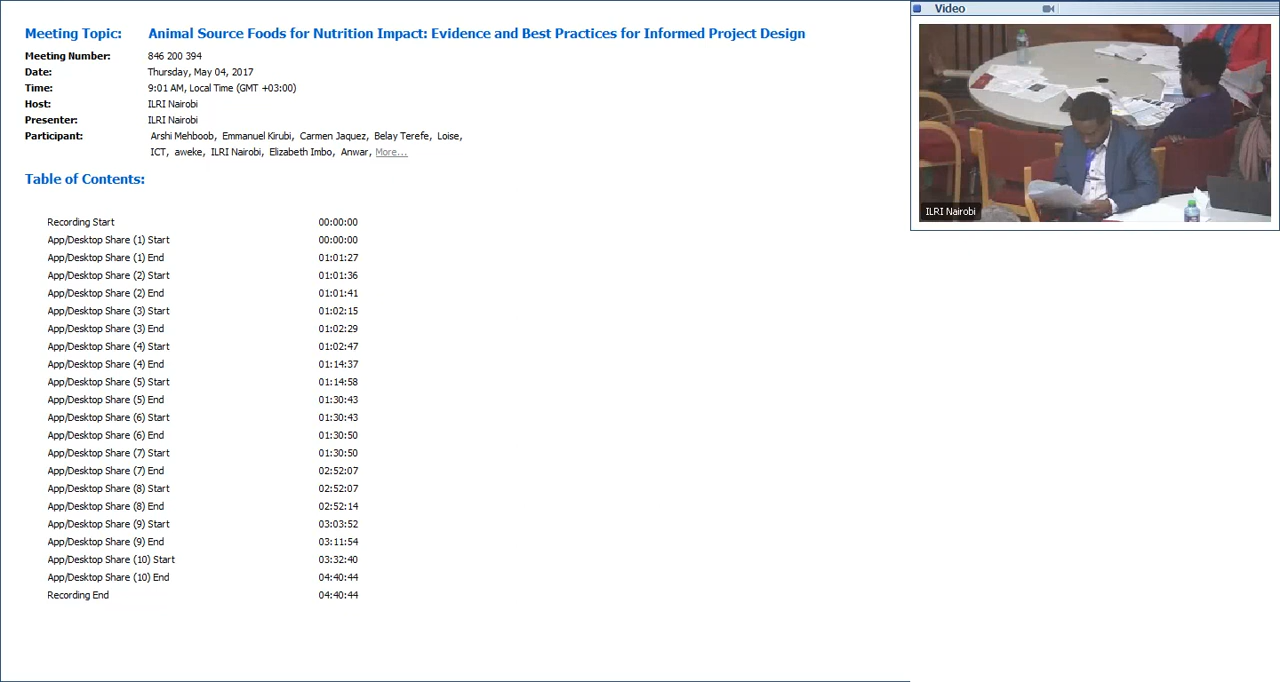 Meeting Topic: Animal Source Foods for Nutrition Impact: Evidence and Best Practices for Informed Project Design
Meeting Number: 846 200 394
Date: Thursday, May 04, 2017
Time: 9:01 AM, Local Time (GMT +03:00)
Host: ILRI Nairobi
Presenter: ILRI Nairobi
Participant: Arshi Mehboob, Emmanuel Kirubi, Carmen Jaquez, Belay Terefe, Loise,
ICT, aweke, ILRI Nairobi, Elizabeth Imbo, Anwar, More...
Table of Contents:
Recording Start 00:00:00
App/Desktop Share (1) Start 00:00:00
App/Desktop Share (1) End 01:01:27
App/Desktop Share (2) Start 01:01:36
App/Desktop Share (2) End 01:01:41
App/Desktop Share (3) Start 01:02:15
App/Desktop Share (3) End 01:02:29
App/Desktop Share (4) Start 01:02:47
App/Desktop Share (4) End 01:14:37
App/Desktop Share (5) Start 01:14:58
App/Desktop Share (5) End 01:30:43
App/Desktop Share (6) Start 01:30:43
App/Desktop Share (6) End 01:30:50
App/Desktop Share (7) Start 01:30:50
App/Desktop Share (7) End 02:52:07
App/Desktop Share (8) Start 02:52:07
App/Desktop Share (8) End 02:52:14
App/Desktop Share (9) Start 03:03:52
App/Desktop Share (9) End 03:11:54
App/Desktop Share (10) Start 03:32:40
App/Desktop Share (10) End 04:40:44
Recording End 04:40:44
Video
ILRI Nairobi